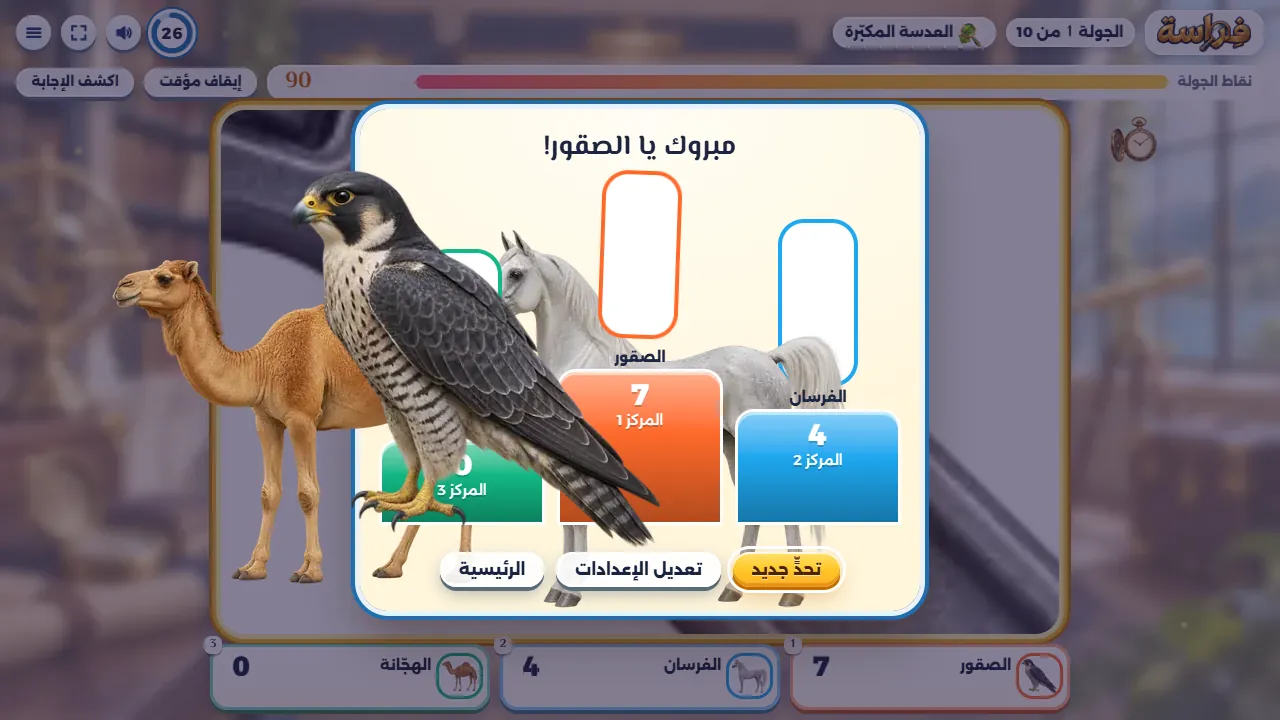 فراسة
الجولة 1 من 10
العدسة المكبّرة
26
نقاط الجولة
90
إيقاف مؤقت
اكشف الإجابة
مبروك يا الصقور!
الصقور
7
المركز 1
الفرسان
4
المركز 2
0
المركز 3
تحدٍّ جديد
تعديل الإعدادات
الرئيسية
1
الصقور
7
2
الفرسان
4
3
الهجّانة
0